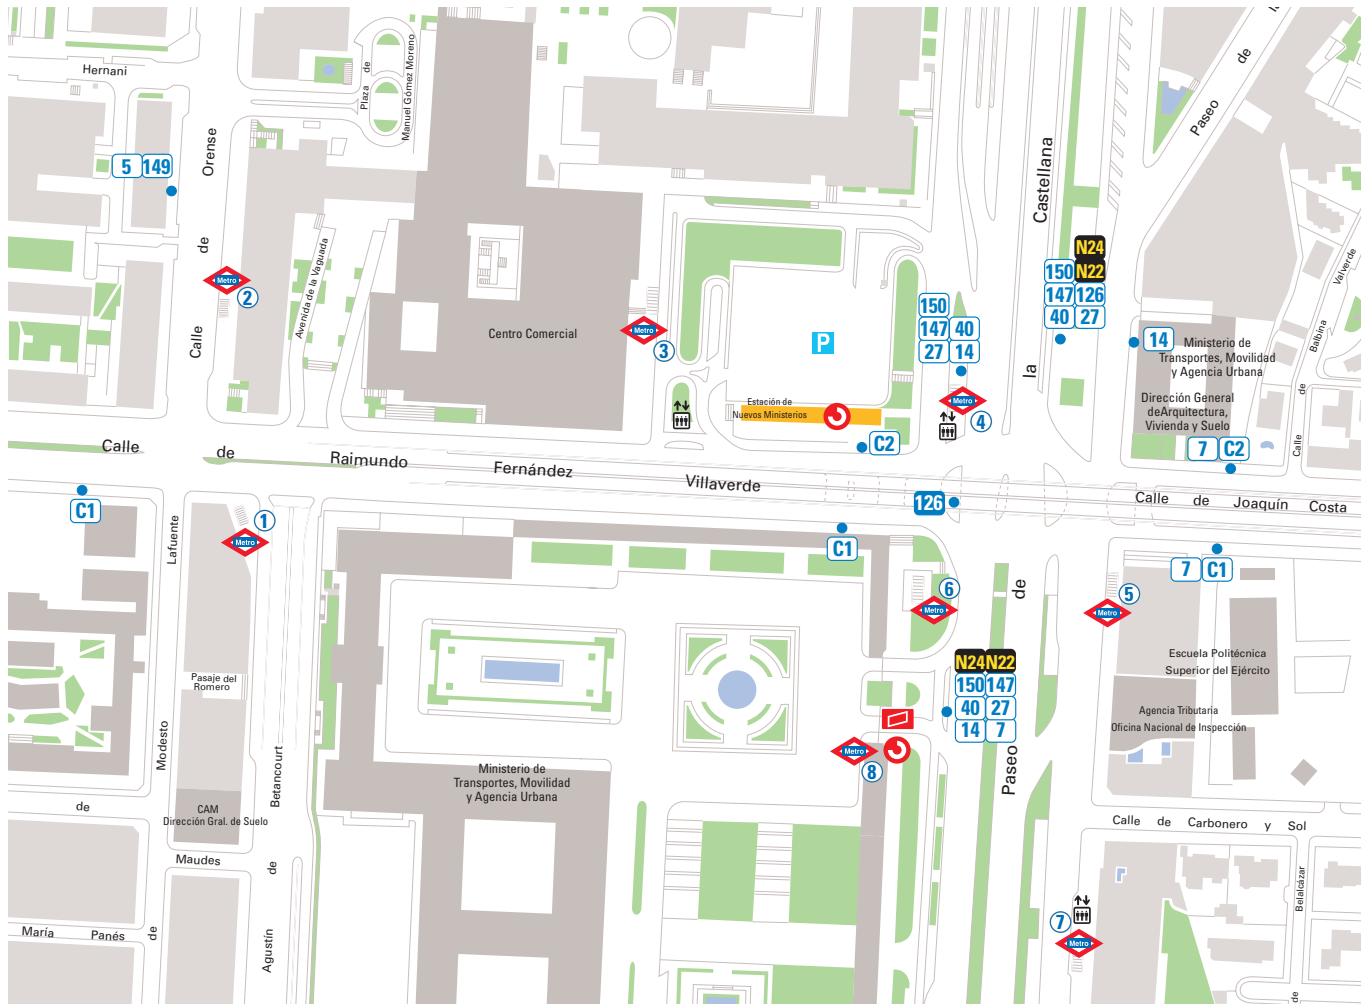 Hernani
Plaza de
Manuel Gómez Moreno
Paseo de la
5 149
Calle de Orense
Castellana
la
Avenida de la Vaguada
Metro
2
Centro Comercial
Metro
3
P
150
147 40
27 14
N24
150 N22
147 126
40 27
14
Ministerio de
Transportes, Movilidad
y Agencia Urbana
Dirección General
deArquitectura,
Vivienda y Suelo
Calle de Balbina Valverde
Estación de
Nuevos Ministerios
Metro
4
C2
7 C2
Calle de Raimundo Fernández Villaverde
Calle de Joaquín Costa
C1
126
1
Metro
C1
7 C1
Modesto Lafuente
6
Metro
5
Metro
Paseo de
Escuela Politécnica
Superior del Ejército
Pasaje del
Romero
N24 N22
150 147
40 27
14 7
Agencia Tributaria
Oficina Nacional de Inspección
Metro
8
Ministerio de
Transportes, Movilidad
y Agencia Urbana
CAM
Dirección Gral. de Suelo
Agustín de Betancourt
de
Maudes
Calle de Carbonero y Sol
María Panés
de
Belalcázar
de
7
Metro